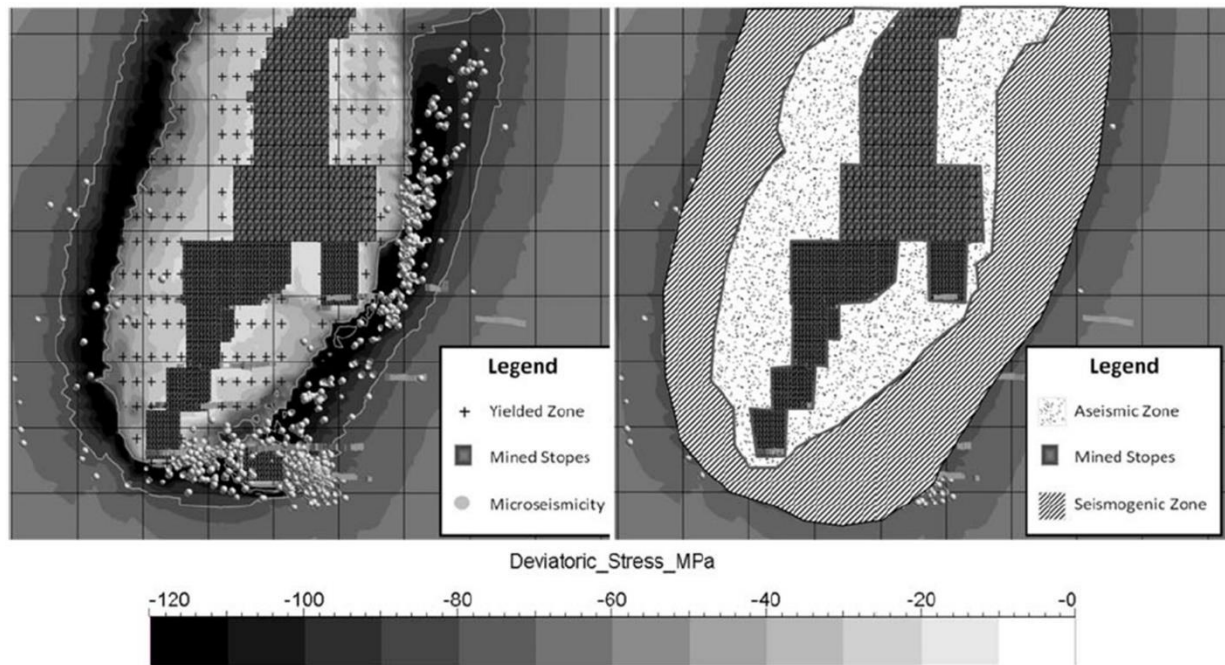 Legend
Yielded Zone
Mined Stopes
Microseismicity
Legend
Aseismic Zone
Mined Stopes
Seismogenic Zone
Deviatoric_Stress_MPa
-120 -100 -80 -60 -40 -20 -0